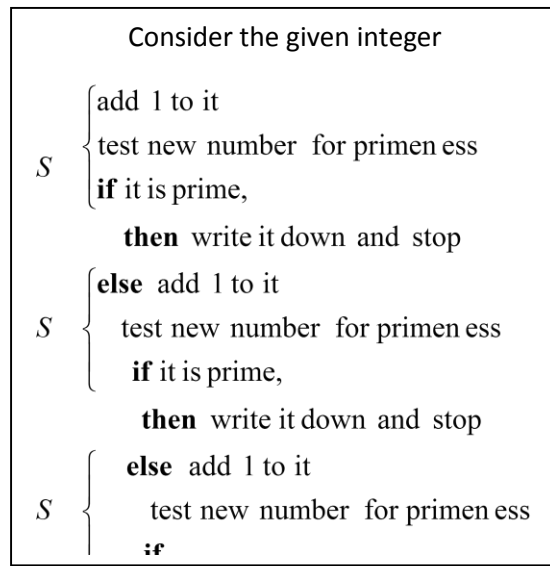 Consider the given integer
add 1 to it
S test new number for primen ess
if it is prime,
then write it down and stop
else add 1 to it
S test new number for primen ess
if it is prime,
then write it down and stop
else add 1 to it
S test new number for primen ess
if